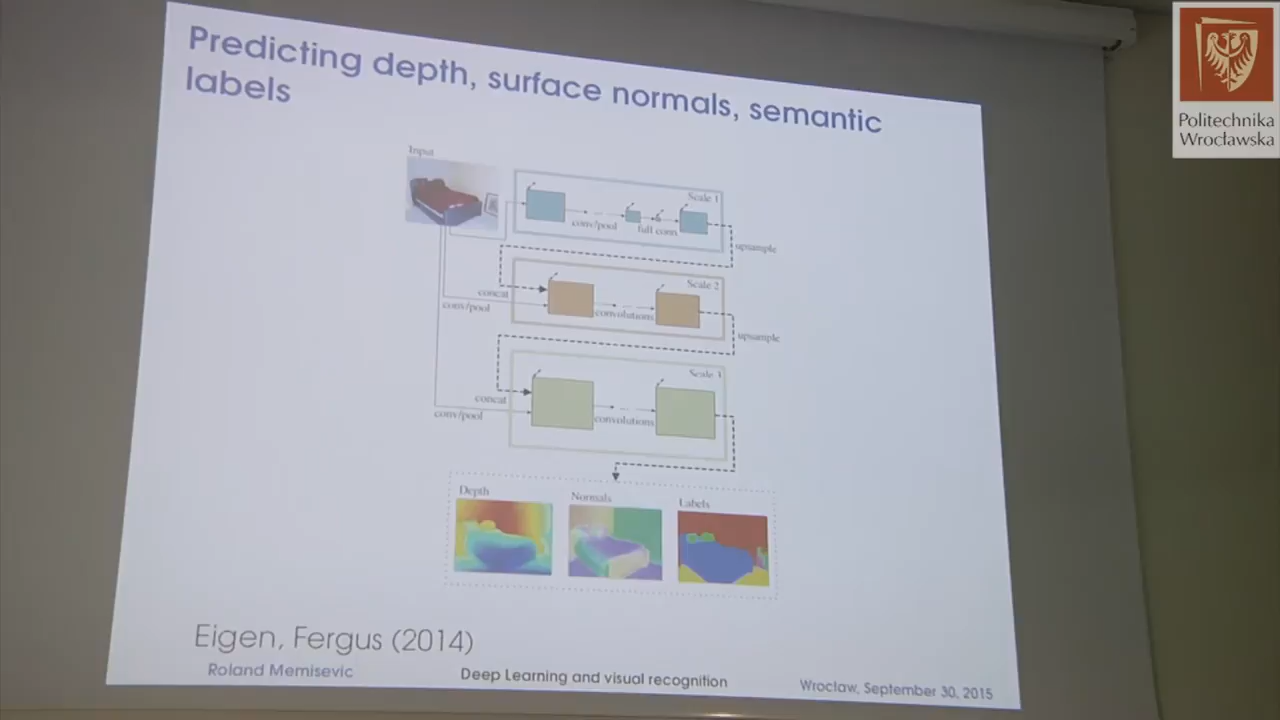 Predicting depth, surface normals, semantic
labels
Input
Scale 1
conv/pool
full conn.
upsample
Scale 2
concat
conv/pool
convolutions
upsample
Scale 3
concat
conv/pool
convolutions
Depth
Normals
Labels
Eigen, Fergus (2014)
Roland Memisevic
Deep Learning and visual recognition
Wroclaw, September 30, 2015
Politechnika
Wrocławska